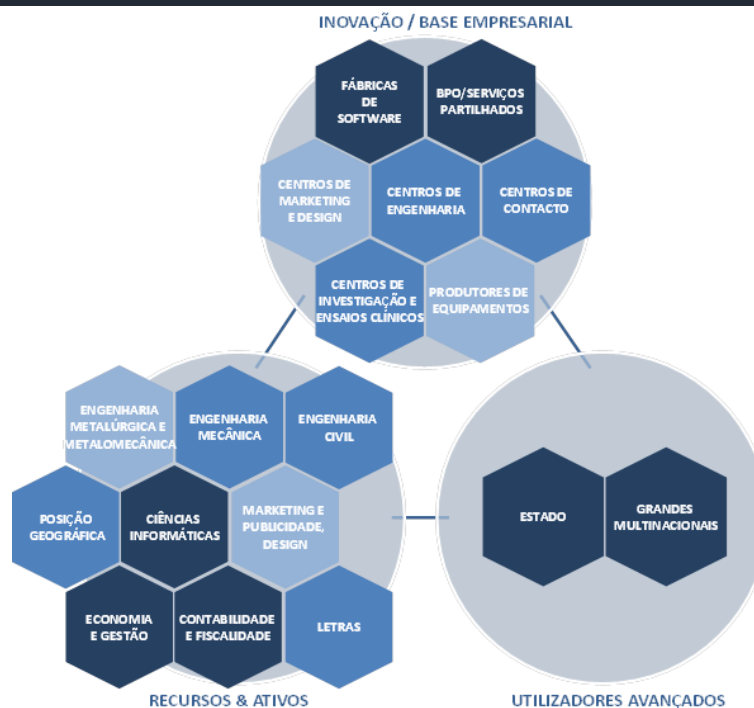 INOVAÇÃO / BASE EMPRESARIAL
FÁBRICAS
DE
SOFTWARE
BPO/SERVIÇOS
PARTILHADOS
CENTROS DE
MARKETING
E DESIGN
CENTROS DE
ENGENHARIA
CENTROS DE
CONTACTO
CENTROS DE
INVESTIGAÇÃO E
ENSAIOS CLÍNICOS
PRODUTORES DE
EQUIPAMENTOS
ENGENHARIA
METALÚRGICA E
METALOMECÂNICA
ENGENHARIA
MECÂNICA
ENGENHARIA
CIVIL
POSIÇÃO
GEOGRÁFICA
CIÊNCIAS
INFORMÁTICAS
MARKETING E
PUBLICIDADE,
DESIGN
ECONOMIA
E GESTÃO
CONTABILIDADE
E FISCALIDADE
LETRAS
RECURSOS & ATIVOS
ESTADO
GRANDES
MULTINACIONAIS
UTILIZADORES AVANÇADOS